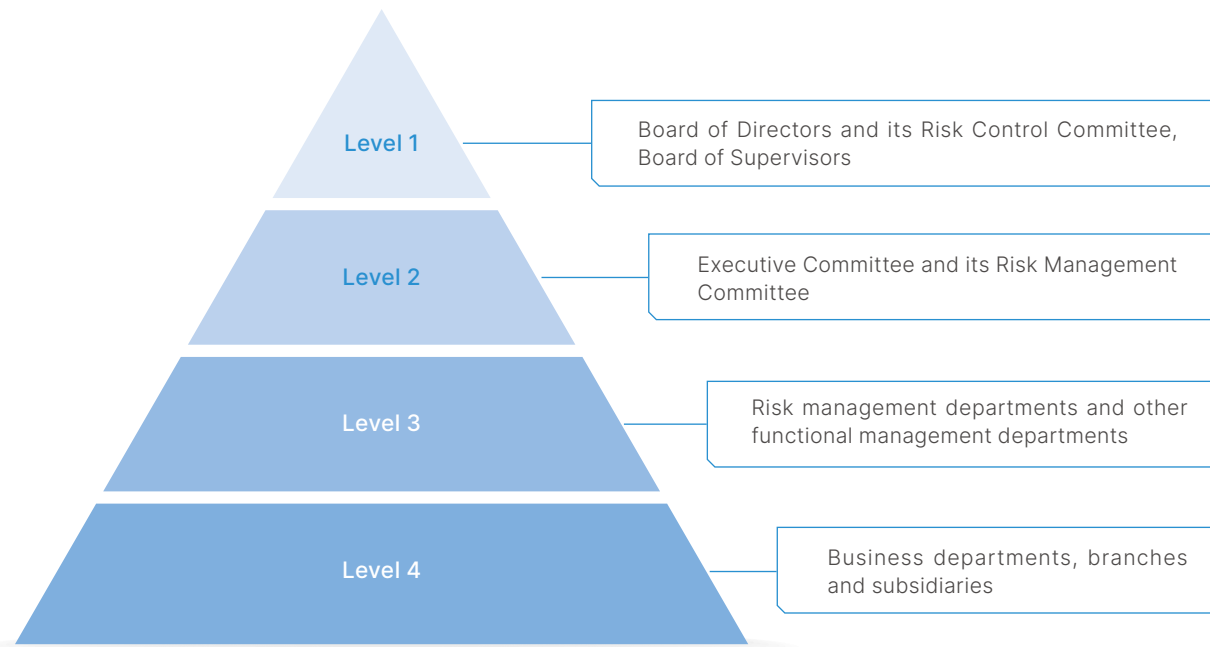 Level 1
Board of Directors and its Risk Control Committee,
Board of Supervisors
Level 2
Executive Committee and its Risk Management
Committee
Level 3
Risk management departments and other
functional management departments
Level 4
Business departments, branches
and subsidiaries